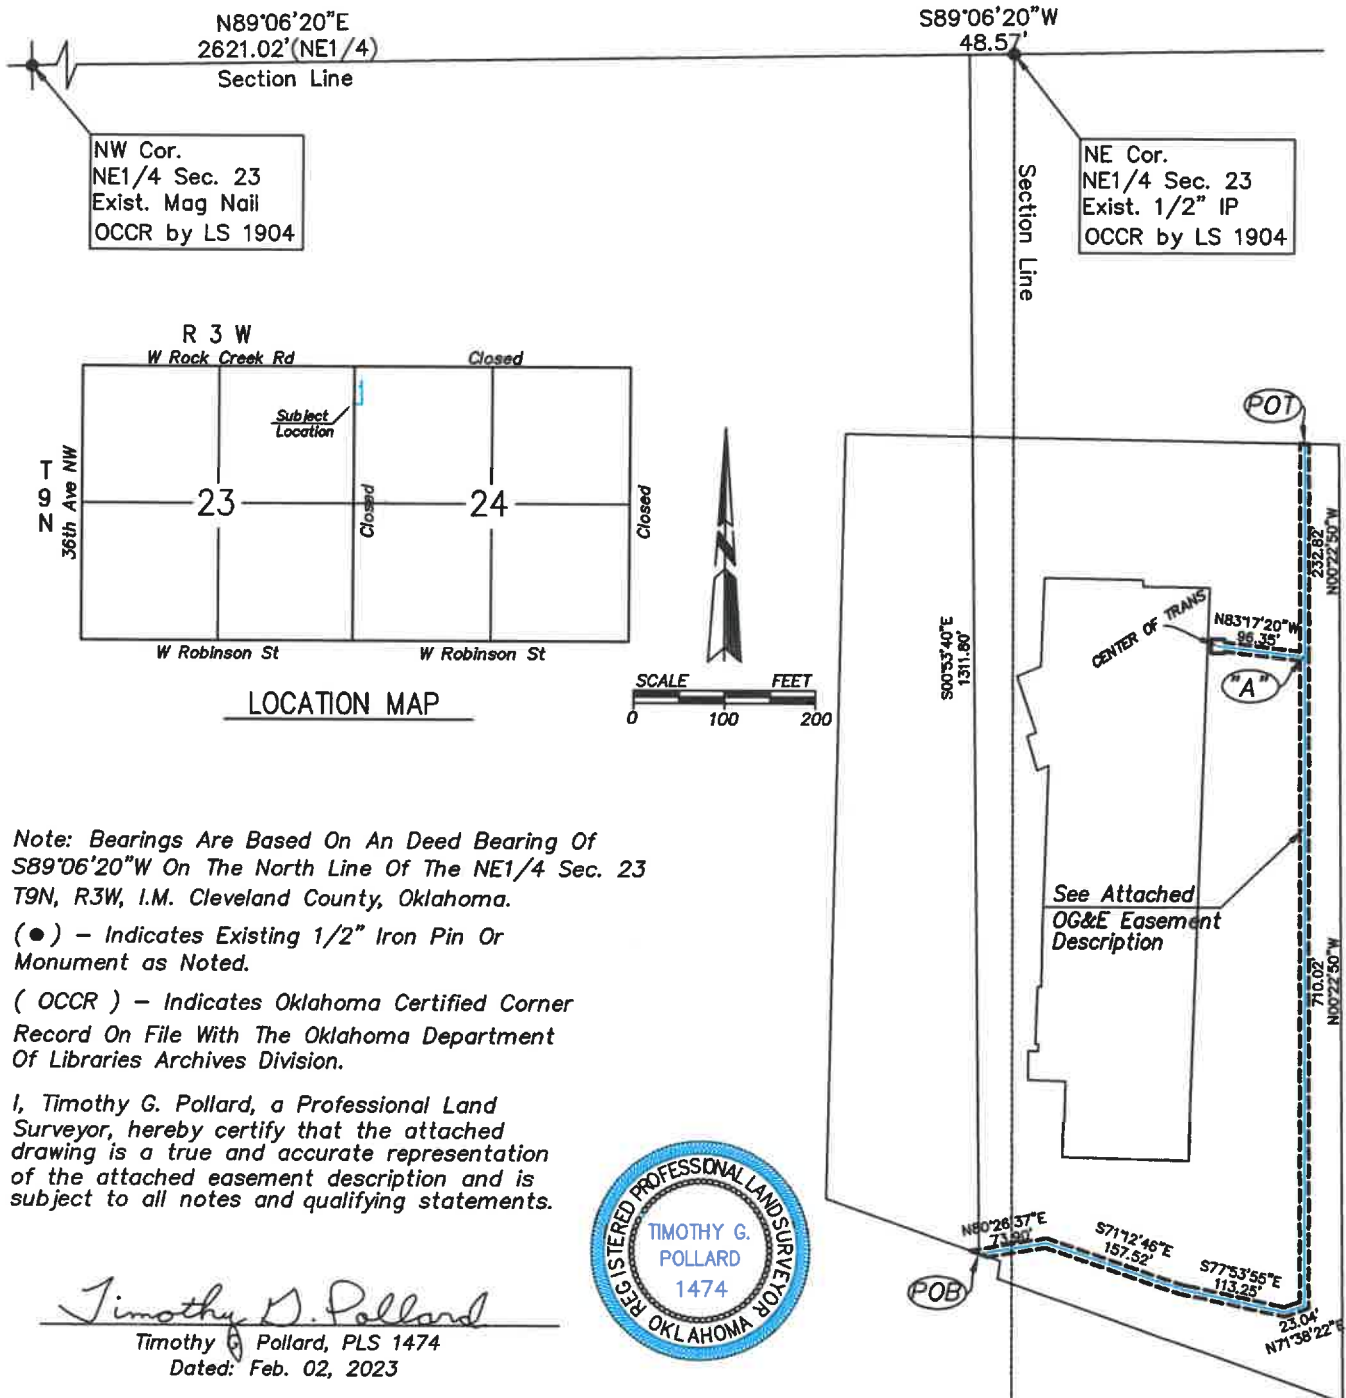 N89°06'20"E
2621.02'(NE1/4)
Section Line
S89°06'20"W
48.57'
NW Cor.
NE1/4 Sec. 23
Exist. Mag Nail
OCCR by LS 1904
NE Cor.
NE1/4 Sec. 23
Exist. 1/2" IP
OCCR by LS 1904
Section Line
R 3 W
W Rock Creek Rd
Closed
Subject
Location
T
9
N
36th Ave NW
23
24
Closed
Closed
W Robinson St
W Robinson St
LOCATION MAP
N
SCALE FEET
0 100 200
POT
232.82'
N00°22'50"W
S00°53'40"E
1311.80'
CENTER OF TRANS
N83°17'20"W
96.35'
"A"
See Attached
OG&E Easement
Description
710.02'
N00°22'50"W
Note: Bearings Are Based On An Deed Bearing Of
S89°06'20"W On The North Line Of The NE1/4 Sec. 23
T9N, R3W, I.M. Cleveland County, Oklahoma.
(●) – Indicates Existing 1/2" Iron Pin Or
Monument as Noted.
( OCCR ) – Indicates Oklahoma Certified Corner
Record On File With The Oklahoma Department
Of Libraries Archives Division.
I, Timothy G. Pollard, a Professional Land
Surveyor, hereby certify that the attached
drawing is a true and accurate representation
of the attached easement description and is
subject to all notes and qualifying statements.
REGISTERED PROFESSIONAL LAND SURVEYOR
TIMOTHY G.
POLLARD
1474
OKLAHOMA
N80°26'37"E
73.90'
S71°12'46"E
157.52'
S77°53'55"E
113.25'
23.04'
N71°38'22"E
POB
Timothy G. Pollard
Timothy G Pollard, PLS 1474
Dated: Feb. 02, 2023